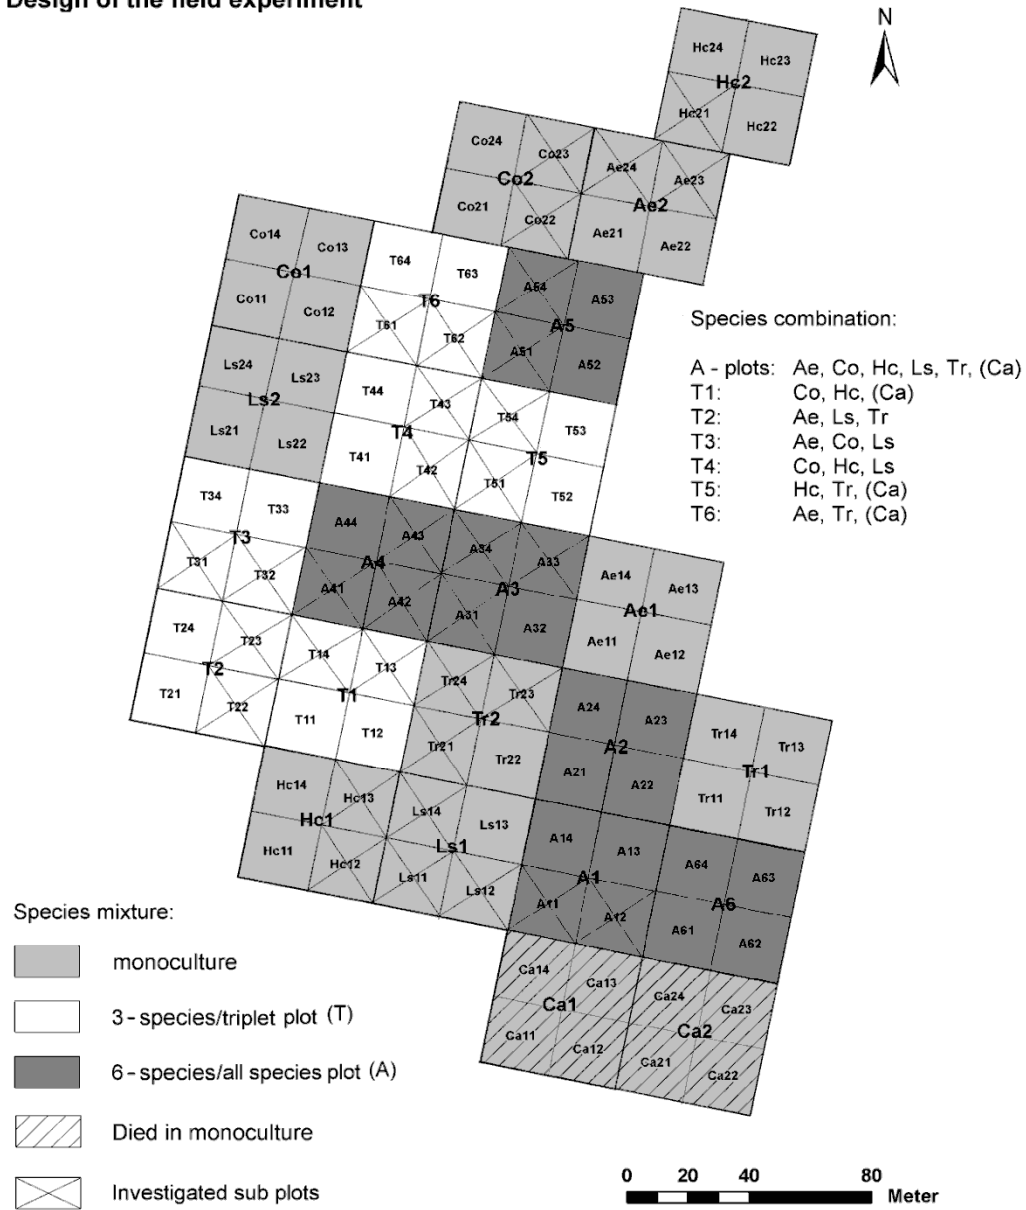 Design of the field experiment
N
Hc24
Hc23
Hc2
Hc21
Hc22
Co24
Co23
Co2
Co21
Co22
Ae24
Ae23
Ae2
Ae21
Ae22
Co14
Co13
Co1
Co11
Co12
T64
T63
T6
T61
T62
A54
A53
A5
A51
A52
Ls24
Ls23
Ls2
Ls21
Ls22
T44
T43
T4
T41
T42
T54
T53
T5
T51
T52
T34
T33
T3
T31
T32
A44
A43
A4
A41
A42
A34
A33
A3
A31
A32
Ae14
Ae13
Ae1
Ae11
Ae12
T24
T23
T2
T21
T22
T14
T13
T1
T11
T12
Tr24
Tr23
Tr2
Tr21
Tr22
A24
A23
A2
A21
A22
Tr14
Tr13
Tr1
Tr11
Tr12
Hc14
Hc13
Hc1
Hc11
Hc12
Ls14
Ls13
Ls1
Ls11
Ls12
A14
A13
A1
A11
A12
A64
A63
A6
A61
A62
Ca14
Ca13
Ca1
Ca11
Ca12
Ca24
Ca23
Ca2
Ca21
Ca22
Species combination:
A - plots: Ae, Co, Hc, Ls, Tr, (Ca)
T1: Co, Hc, (Ca)
T2: Ae, Ls, Tr
T3: Ae, Co, Ls
T4: Co, Hc, Ls
T5: Hc, Tr, (Ca)
T6: Ae, Tr, (Ca)
Species mixture:
monoculture
3-species/triplet plot (T)
6-species/all species plot (A)
Died in monoculture
Investigated sub plots
0 20 40 80
Meter